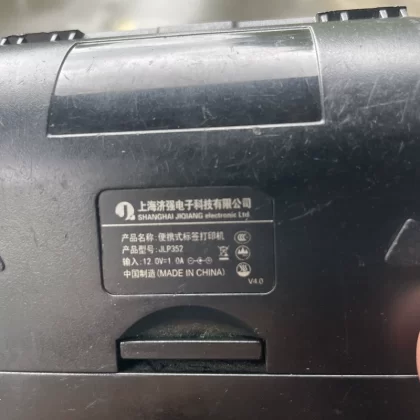 上海济强电子科技有限公司
SHANGHAI JIQIANG electronic Ltd.
产品名称: 便携式标签打印机
产品型号: JLP352
输入: 12.0V=1.0A
中国制造 (MADE IN CHINA)
V4.0